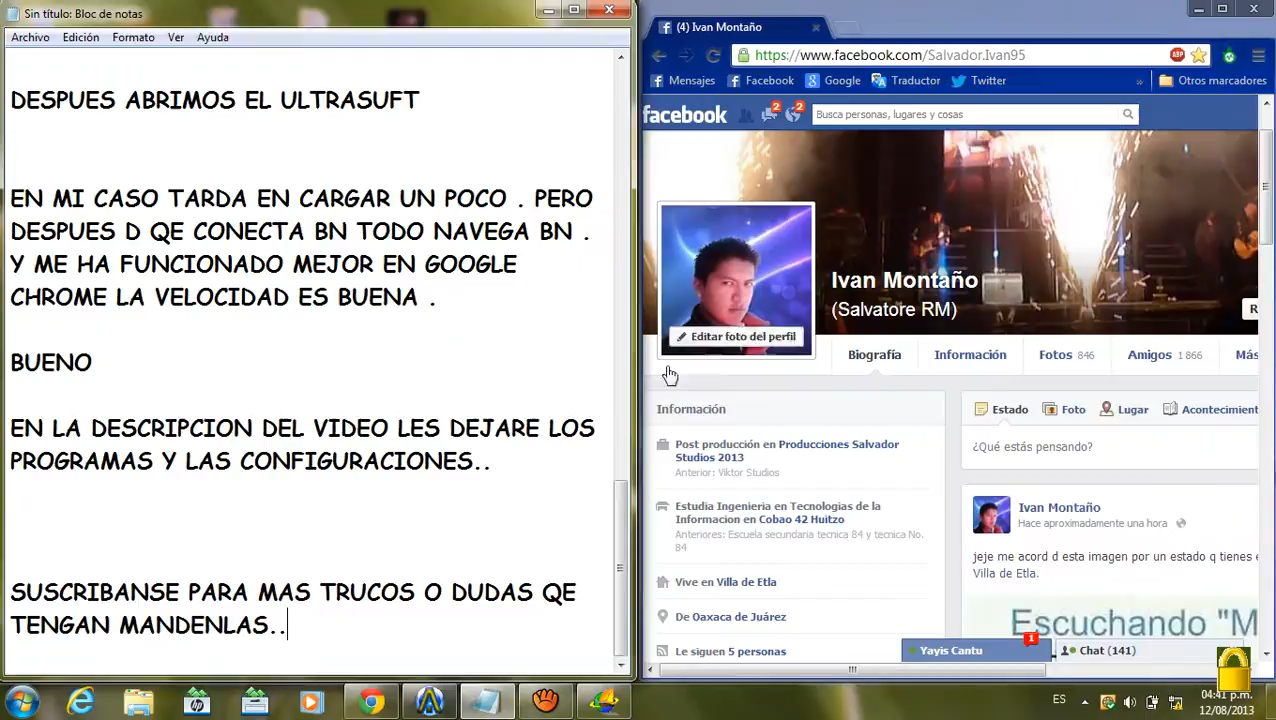 Sin título: Bloc de notas
Archivo Edición Formato Ver Ayuda
DESPUES ABRIMOS EL ULTRASUFT
EN MI CASO TARDA EN CARGAR UN POCO . PERO
DESPUES D QE CONECTA BN TODO NAVEGA BN .
Y ME HA FUNCIONADO MEJOR EN GOOGLE
CHROME LA VELOCIDAD ES BUENA .
BUENO
EN LA DESCRIPCION DEL VIDEO LES DEJARE LOS
PROGRAMAS Y LAS CONFIGURACIONES..
SUSCRIBANSE PARA MAS TRUCOS O DUDAS QE
TENGAN MANDENLAS..
(4) Ivan Montaño
https://www.facebook.com/Salvador.Ivan95
ABP
Mensajes Facebook Google Traductor Twitter » Otros marcadores
facebook 2 2 Busca personas, lugares y cosas
Ivan Montaño
(Salvatore RM)
R
Editar foto del perfil
Biografía Información Fotos 846 Amigos 1 866 Más
Información
Post producción en Producciones Salvador
Studios 2013
Anterior: Viktor Studios
Estudia Ingenieria en Tecnologias de la
Informacion en Cobao 42 Huitzo
Anteriores: Escuela secundaria tecnica 84 y tecnica No.
84
Vive en Villa de Etla
De Oaxaca de Juárez
Le siguen 5 personas
Estado Foto Lugar Acontecimient
¿Qué estás pensando?
Ivan Montaño
Hace aproximadamente una hora
jeje me acord d esta imagen por un estado q tienes e
Villa de Etla.
Escuchando "M
Yayis Cantu 1
Chat (141)
ES
04:41 p.m.
12/08/2013